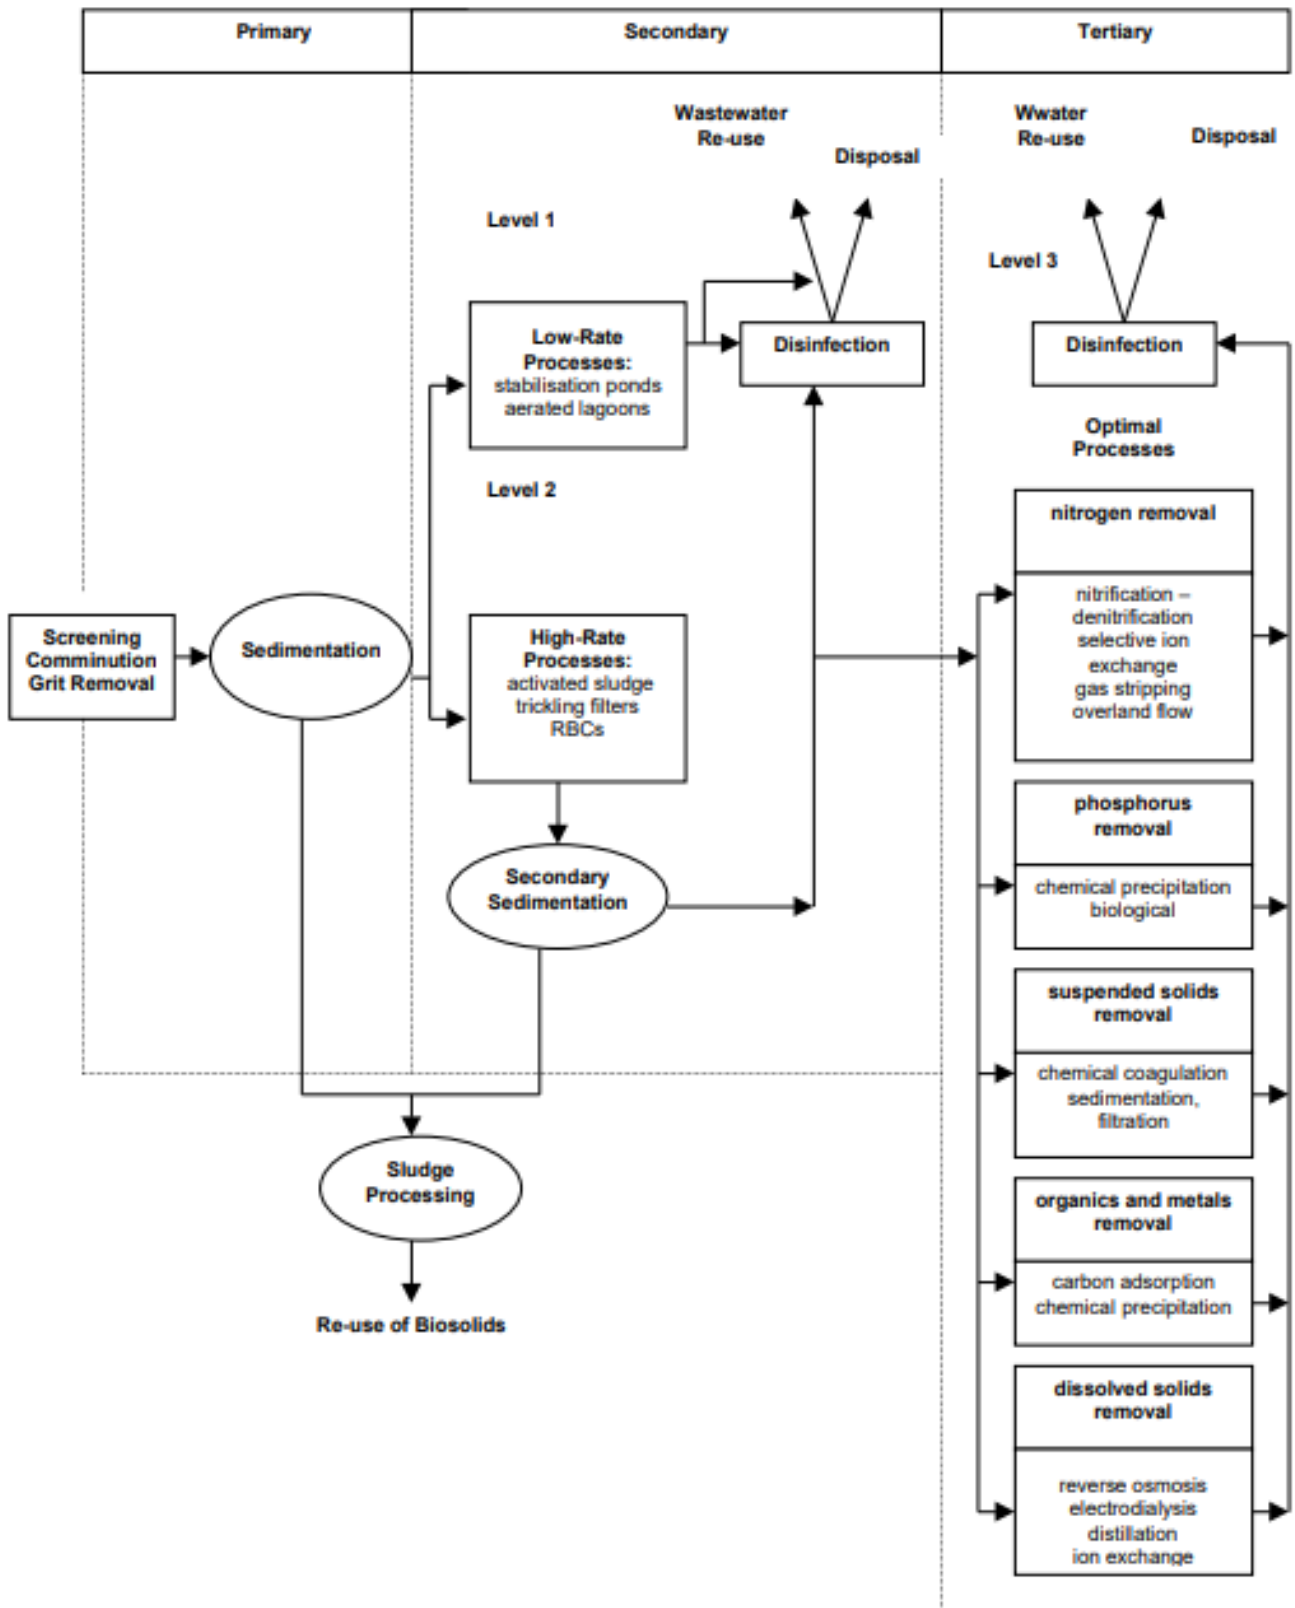 Primary
Secondary
Tertiary
Wastewater
Re-use
Disposal
Wwater
Re-use
Disposal
Level 1
Level 3
Low-Rate
Processes:
stabilisation ponds
aerated lagoons
Disinfection
Disinfection
Optimal
Processes
Level 2
Screening
Comminution
Grit Removal
Sedimentation
High-Rate
Processes:
activated sludge
trickling filters
RBCs
Secondary
Sedimentation
nitrogen removal
nitrification –
denitrification
selective ion
exchange
gas stripping
overland flow
phosphorus
removal
chemical precipitation
biological
suspended solids
removal
chemical coagulation
sedimentation,
filtration
organics and metals
removal
carbon adsorption
chemical precipitation
dissolved solids
removal
reverse osmosis
electrodialysis
distillation
ion exchange
Sludge
Processing
Re-use of Biosolids